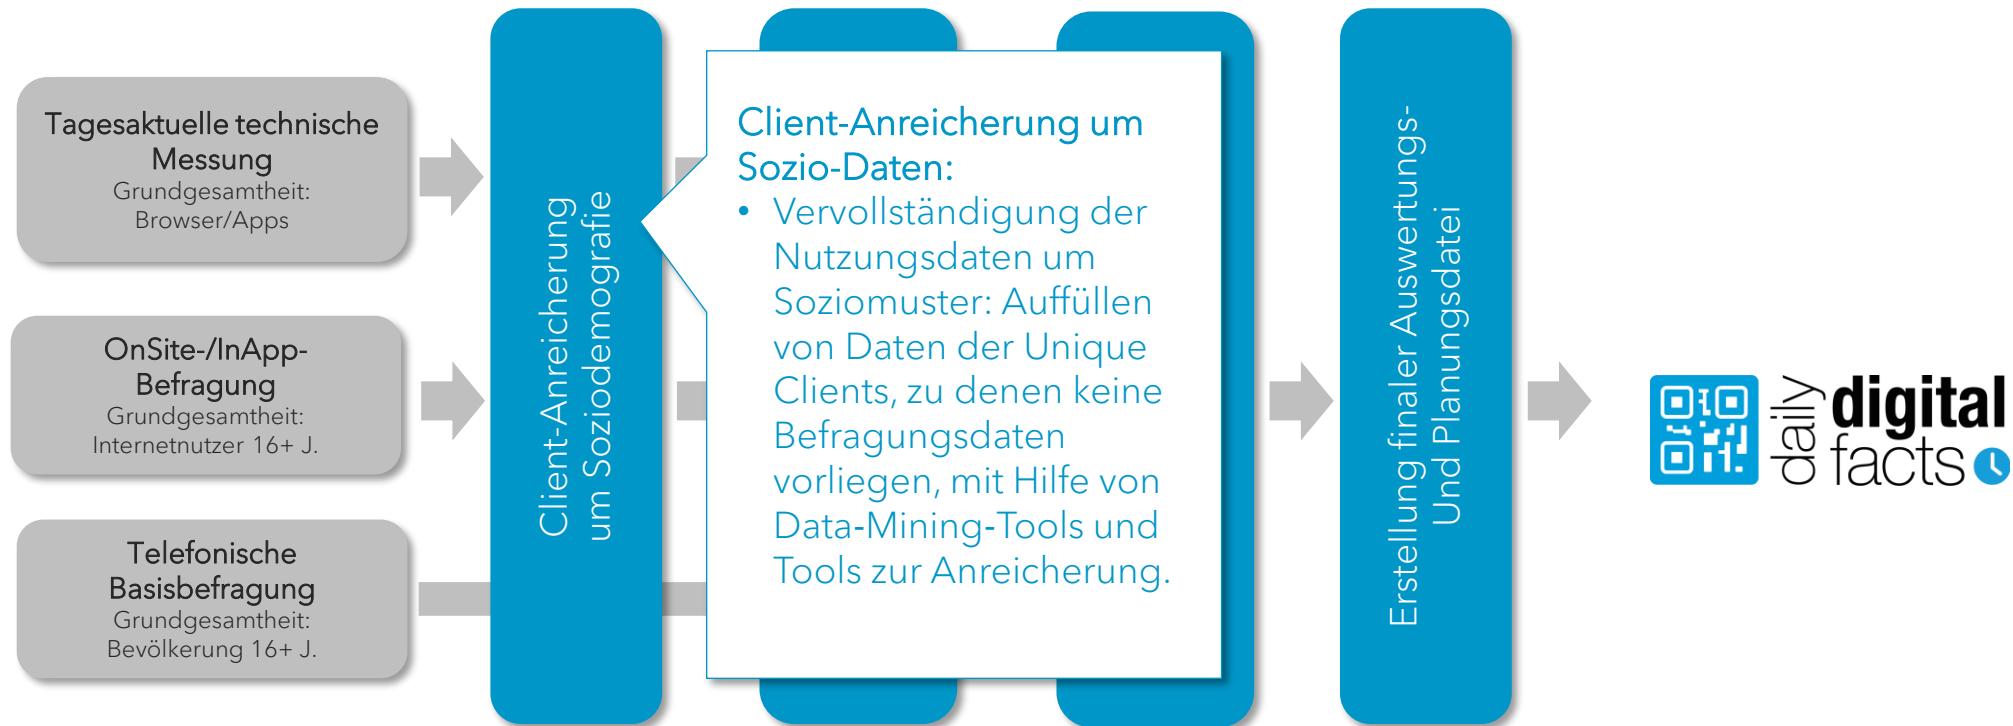 Tagesaktuelle technische
Messung
Grundgesamtheit:
Browser/Apps
OnSite-/InApp-
Befragung
Grundgesamtheit:
Internetnutzer 16+ J.
Telefonische
Basisbefragung
Grundgesamtheit:
Bevölkerung 16+ J.
Client-Anreicherung
um Soziodemografie
Client-Anreicherung um
Sozio-Daten:
• Vervollständigung der
Nutzungsdaten um
Soziomuster: Auffüllen
von Daten der Unique
Clients, zu denen keine
Befragungsdaten
vorliegen, mit Hilfe von
Data-Mining-Tools und
Tools zur Anreicherung.
Erstellung finaler Auswertungs-
Und Planungsdatei
daily
digital
facts